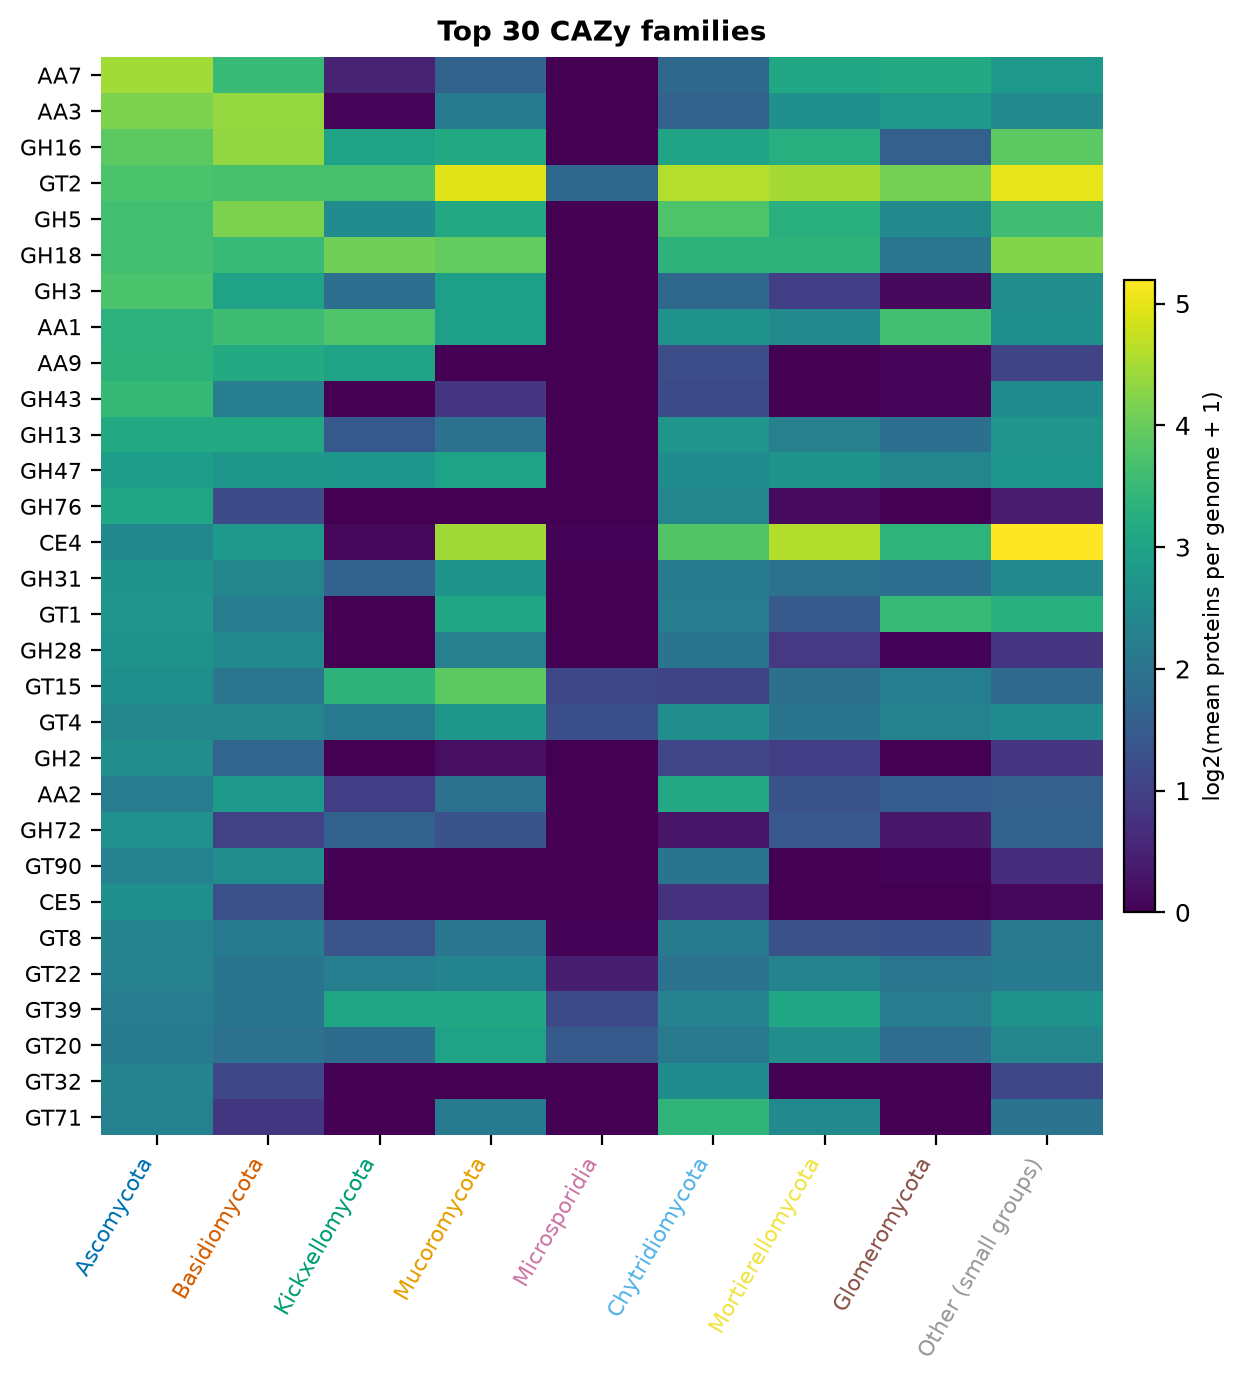 Top 30 CAZy families
AA7
AA3
GH16
GT2
GH5
GH18
GH3
AA1
AA9
GH43
GH13
GH47
GH76
CE4
GH31
GT1
GH28
GT15
GT4
GH2
AA2
GH72
GT90
CE5
GT8
GT22
GT39
GT20
GT32
GT71
Ascomycota
Basidiomycota
Kickxellomycota
Mucoromycota
Microsporidia
Chytridiomycota
Mortierellomycota
Glomeromycota
Other (small groups)
5
4
3
2
1
0
log2(mean proteins per genome + 1)